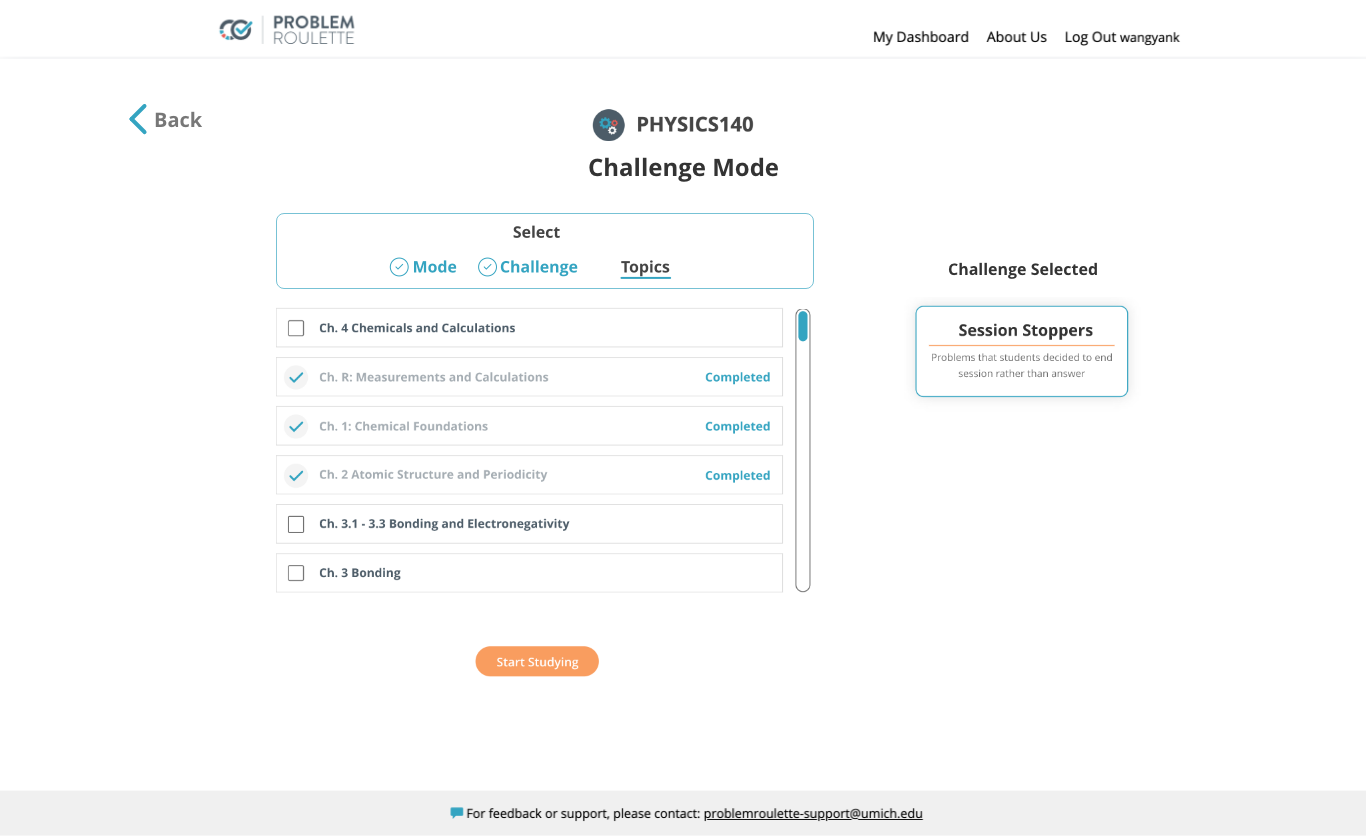 PROBLEM
ROULETTE
My Dashboard About Us Log Out wangyank
Back
PHYSICS140
Challenge Mode
Select
Mode Challenge Topics
Ch. 4 Chemicals and Calculations
Ch. R: Measurements and Calculations Completed
Ch. 1: Chemical Foundations Completed
Ch. 2 Atomic Structure and Periodicity Completed
Ch. 3.1 - 3.3 Bonding and Electronegativity
Ch. 3 Bonding
Challenge Selected
Session Stoppers
Problems that students decided to end
session rather than answer
Start Studying
For feedback or support, please contact: problemroulette-support@umich.edu